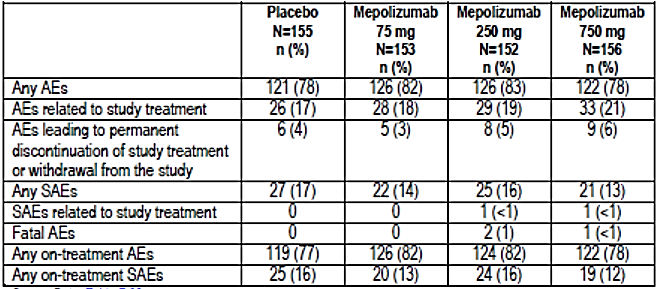 Placebo Mepolizumab Mepolizumab Mepolizumab
N=155 75 mg 250 mg 750 mg
n (%) N=153 N=152 N=156
n (%) n (%) n (%)
Any AEs 121 (78) 126 (82) 126 (83) 122 (78)
AEs related to study treatment 26 (17) 28 (18) 29 (19) 33 (21)
AEs leading to permanent 6 (4) 5 (3) 8 (5) 9 (6)
discontinuation of study treatment
or withdrawal from the study
Any SAEs 27 (17) 22 (14) 25 (16) 21 (13)
SAEs related to study treatment 0 0 1 (<1) 1 (<1)
Fatal AEs 0 0 2 (1) 1 (<1)
Any on-treatment AEs 119 (77) 126 (82) 124 (82) 122 (78)
Any on-treatment SAEs 25 (16) 20 (13) 24 (16) 19 (12)